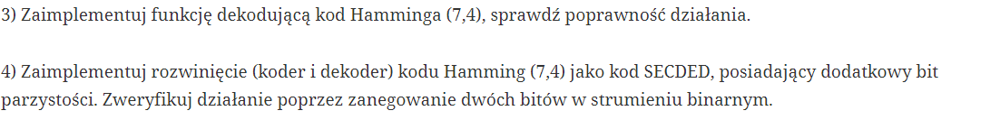 3) Zaimplementuj funkcję dekodującą kod Hamminga (7,4), sprawdź poprawność działania.
4) Zaimplementuj rozwinięcie (koder i dekoder) kodu Hamming (7,4) jako kod SECDED, posiadający dodatkowy bit
parzystości. Zweryfikuj działanie poprzez zanegowanie dwóch bitów w strumieniu binarnym.